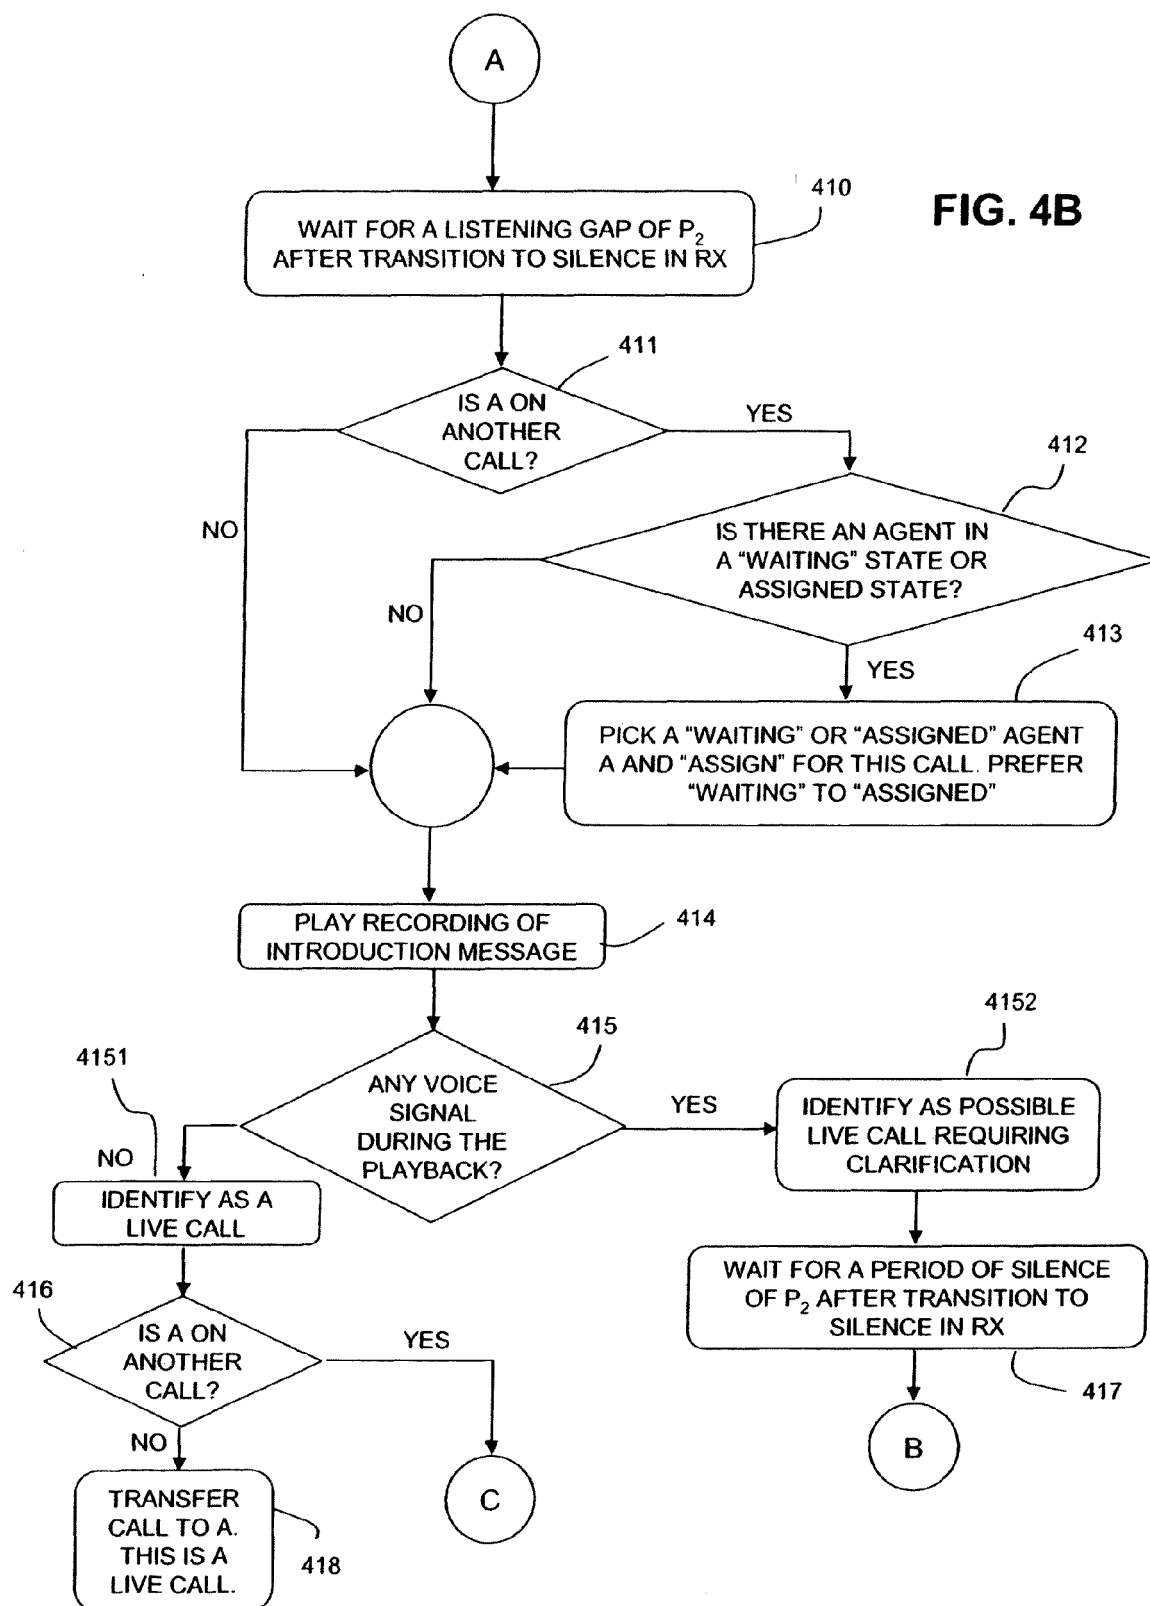 A
410
FIG. 4B
WAIT FOR A LISTENING GAP OF P2
AFTER TRANSITION TO SILENCE IN RX
411
IS A ON
ANOTHER
CALL?
YES
412
NO
IS THERE AN AGENT IN
A “WAITING” STATE OR
ASSIGNED STATE?
NO
413
YES
PICK A “WAITING” OR “ASSIGNED” AGENT
A AND “ASSIGN” FOR THIS CALL. PREFER
“WAITING” TO “ASSIGNED”
PLAY RECORDING OF
INTRODUCTION MESSAGE
414
415
4152
4151
ANY VOICE
SIGNAL
DURING THE
PLAYBACK?
YES
IDENTIFY AS POSSIBLE
LIVE CALL REQUIRING
CLARIFICATION
NO
IDENTIFY AS A
LIVE CALL
WAIT FOR A PERIOD OF SILENCE
OF P2 AFTER TRANSITION TO
SILENCE IN RX
416
IS A ON
ANOTHER
CALL?
YES
417
NO
B
C
TRANSFER
CALL TO A.
THIS IS A
LIVE CALL.
418